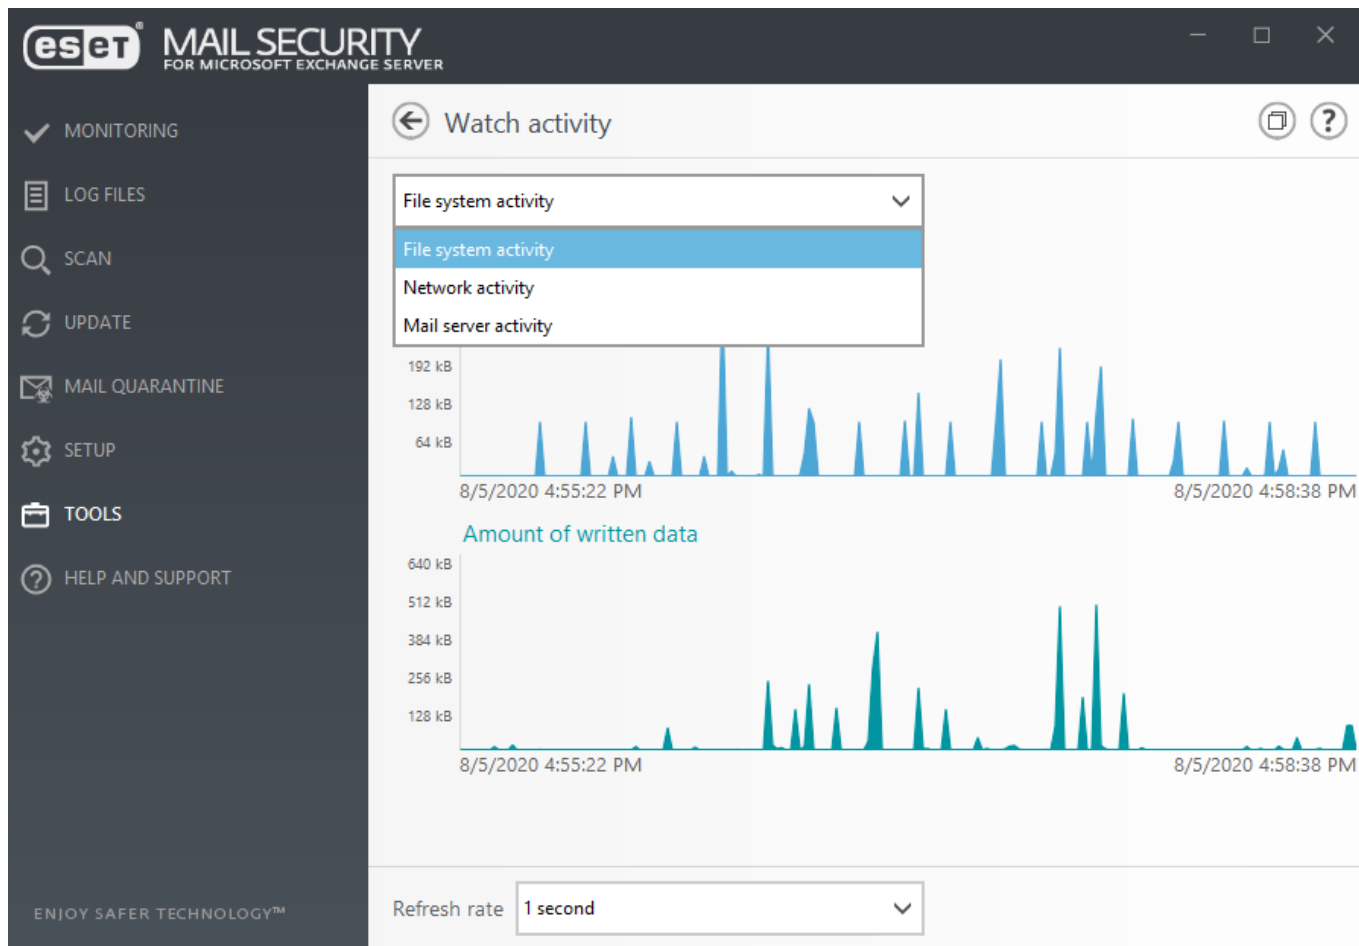 eset® MAIL SECURITY
FOR MICROSOFT EXCHANGE SERVER
MONITORING
LOG FILES
SCAN
UPDATE
MAIL QUARANTINE
SETUP
TOOLS
HELP AND SUPPORT
ENJOY SAFER TECHNOLOGY™
Watch activity
?
File system activity
File system activity
Network activity
Mail server activity
192 kB
128 kB
64 kB
8/5/2020 4:55:22 PM 8/5/2020 4:58:38 PM
Amount of written data
640 kB
512 kB
384 kB
256 kB
128 kB
8/5/2020 4:55:22 PM 8/5/2020 4:58:38 PM
Refresh rate 1 second